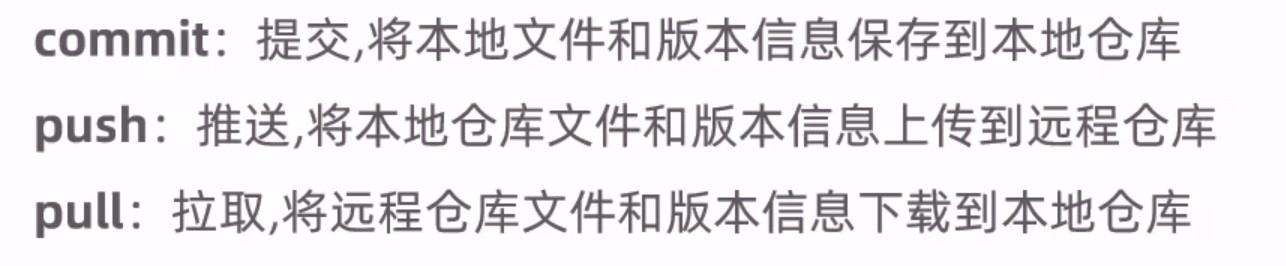 commit：提交,将本地文件和版本信息保存到本地仓库
push：推送,将本地仓库文件和版本信息上传到远程仓库
pull：拉取,将远程仓库文件和版本信息下载到本地仓库